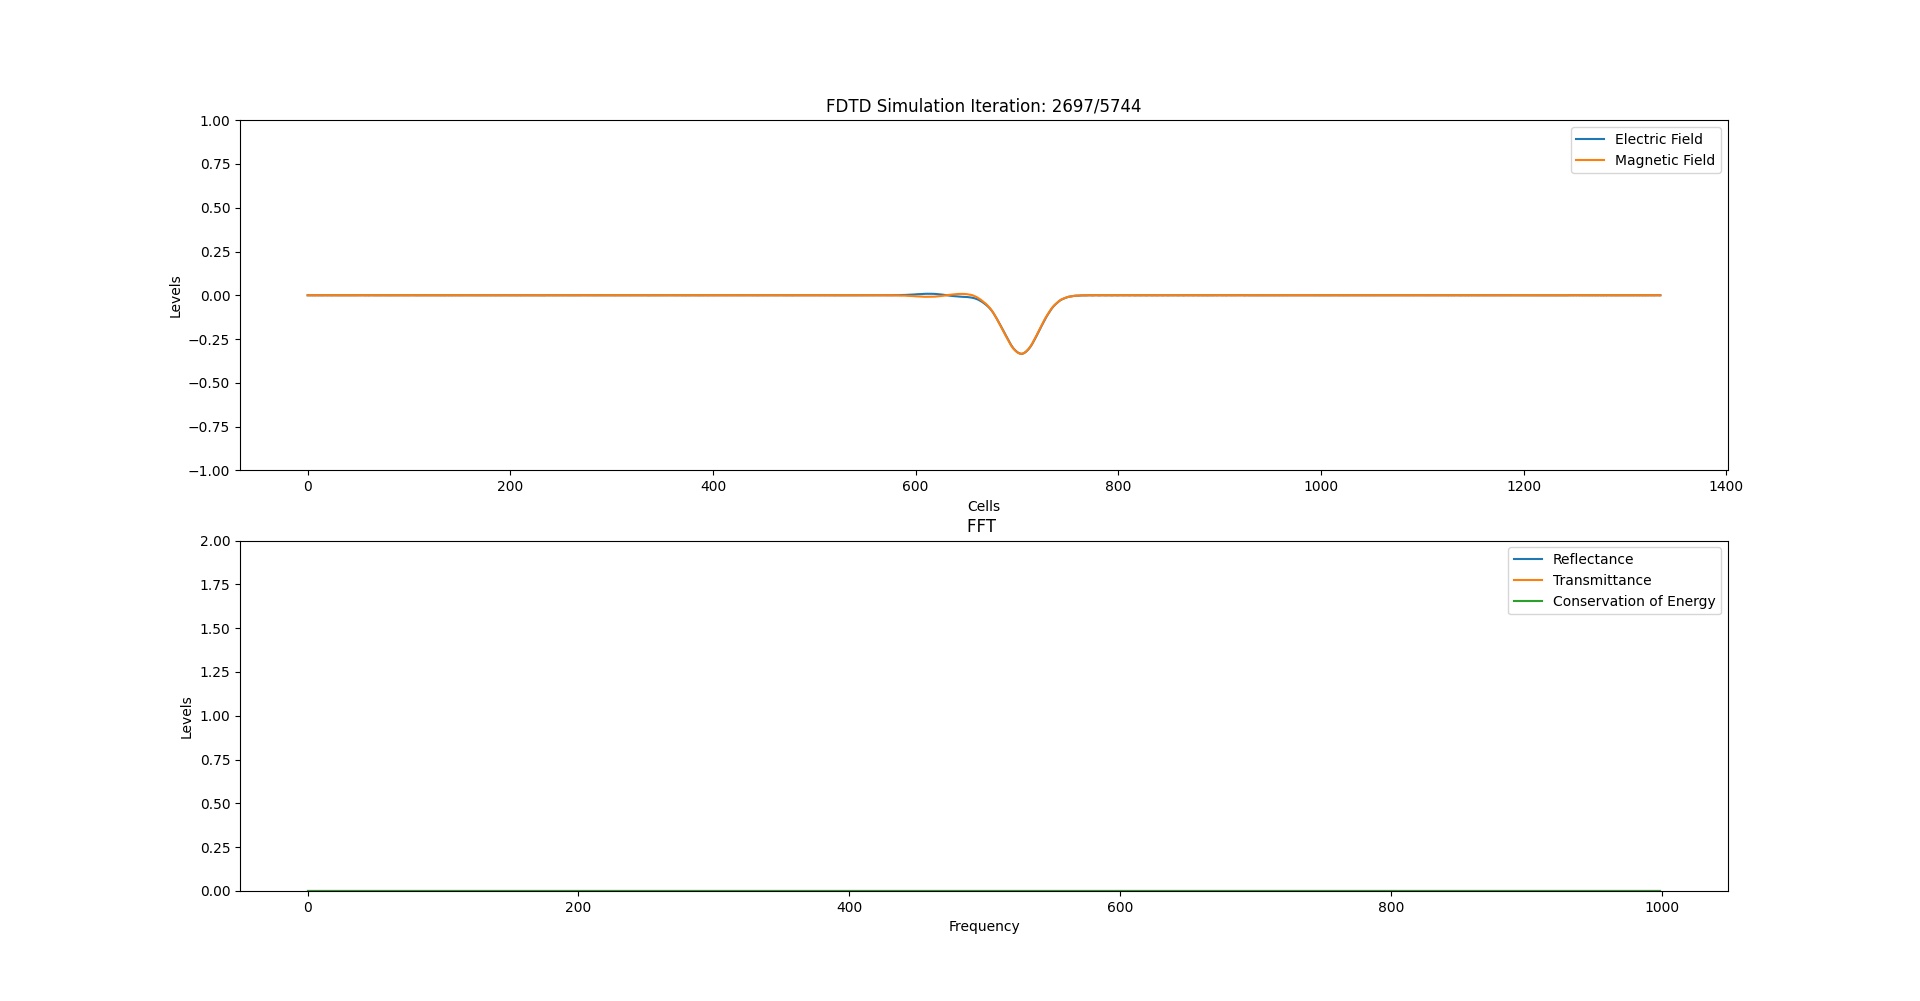 FDTD Simulation Iteration: 2697/5744
1.00
0.75
0.50
0.25
0.00
−0.25
−0.50
−0.75
−1.00
Levels
Electric Field
Magnetic Field
0 200 400 600 800 1000 1200 1400
Cells
FFT
2.00
1.75
1.50
1.25
1.00
0.75
0.50
0.25
0.00
Levels
Reflectance
Transmittance
Conservation of Energy
0 200 400 600 800 1000
Frequency